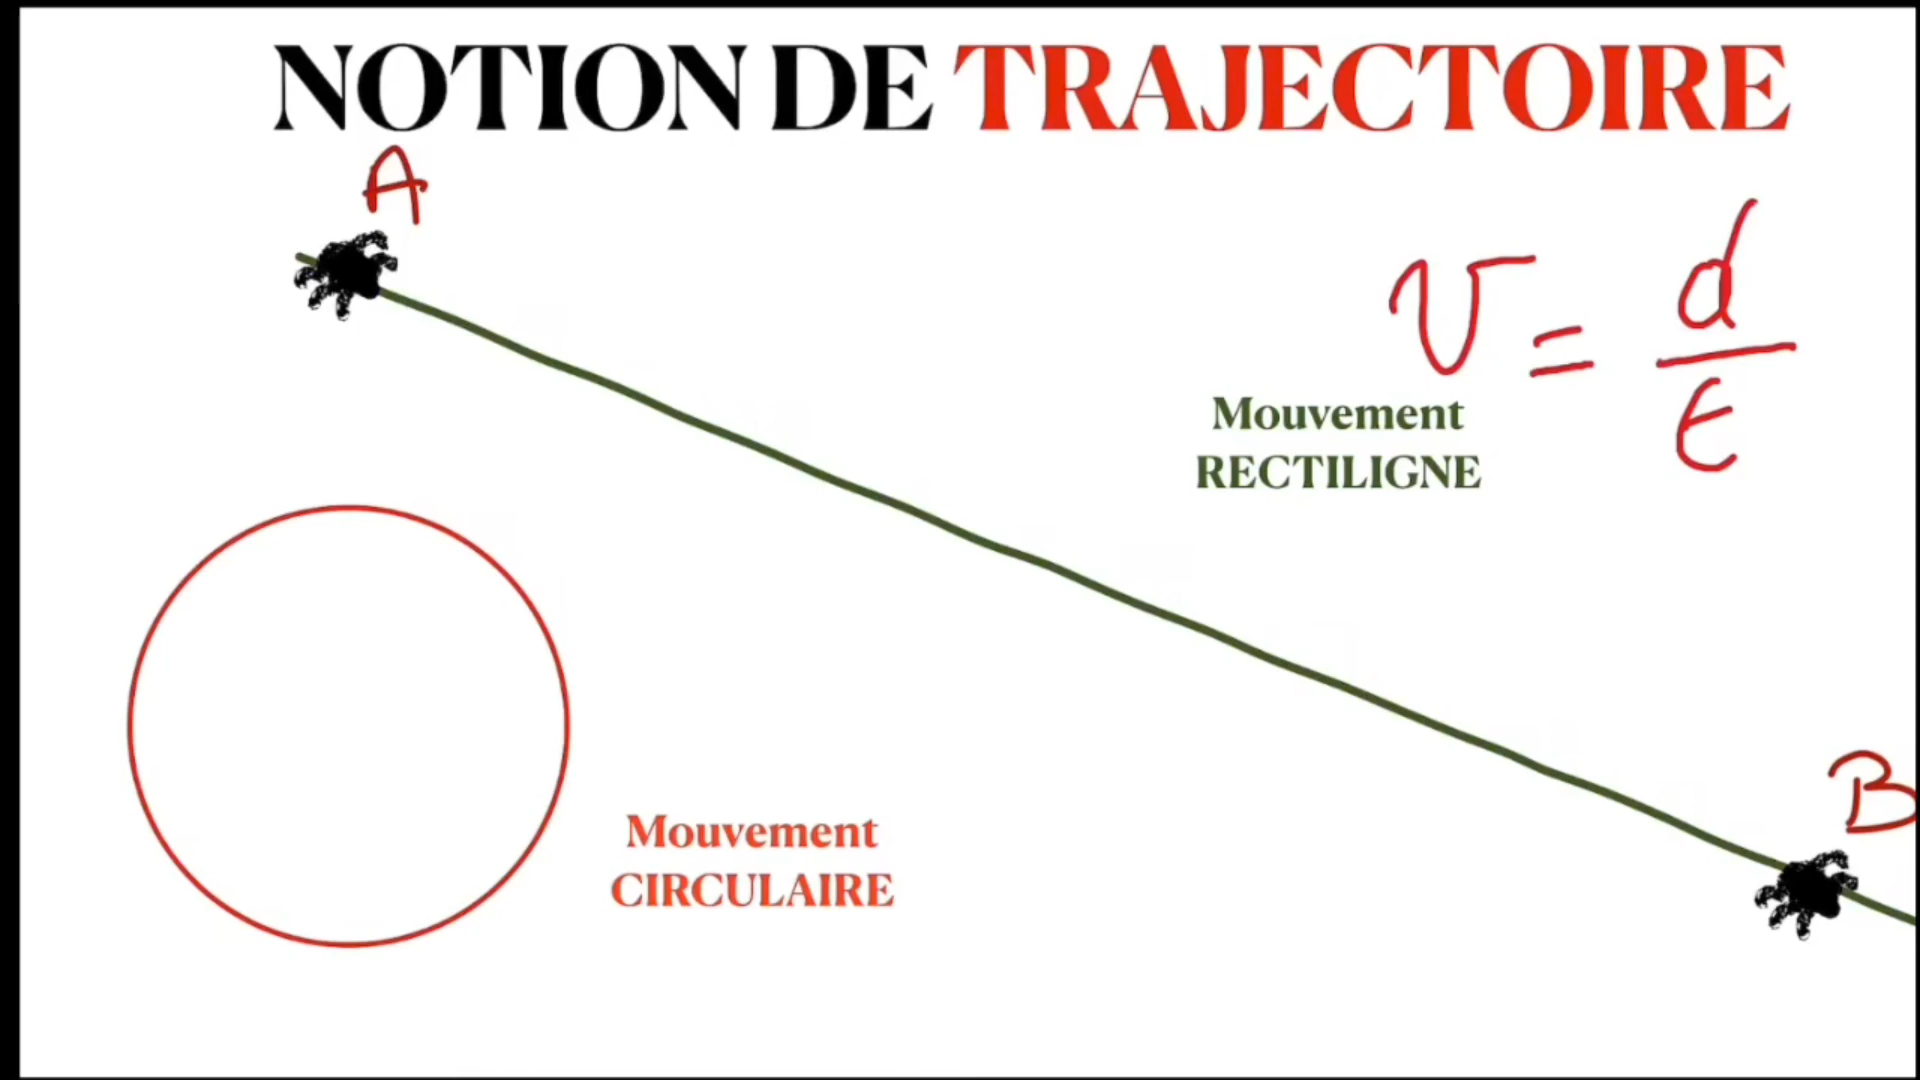 NOTION DE TRAJECTOIRE
A
v = d/t
Mouvement
RECTILIGNE
B
Mouvement
CIRCULAIRE